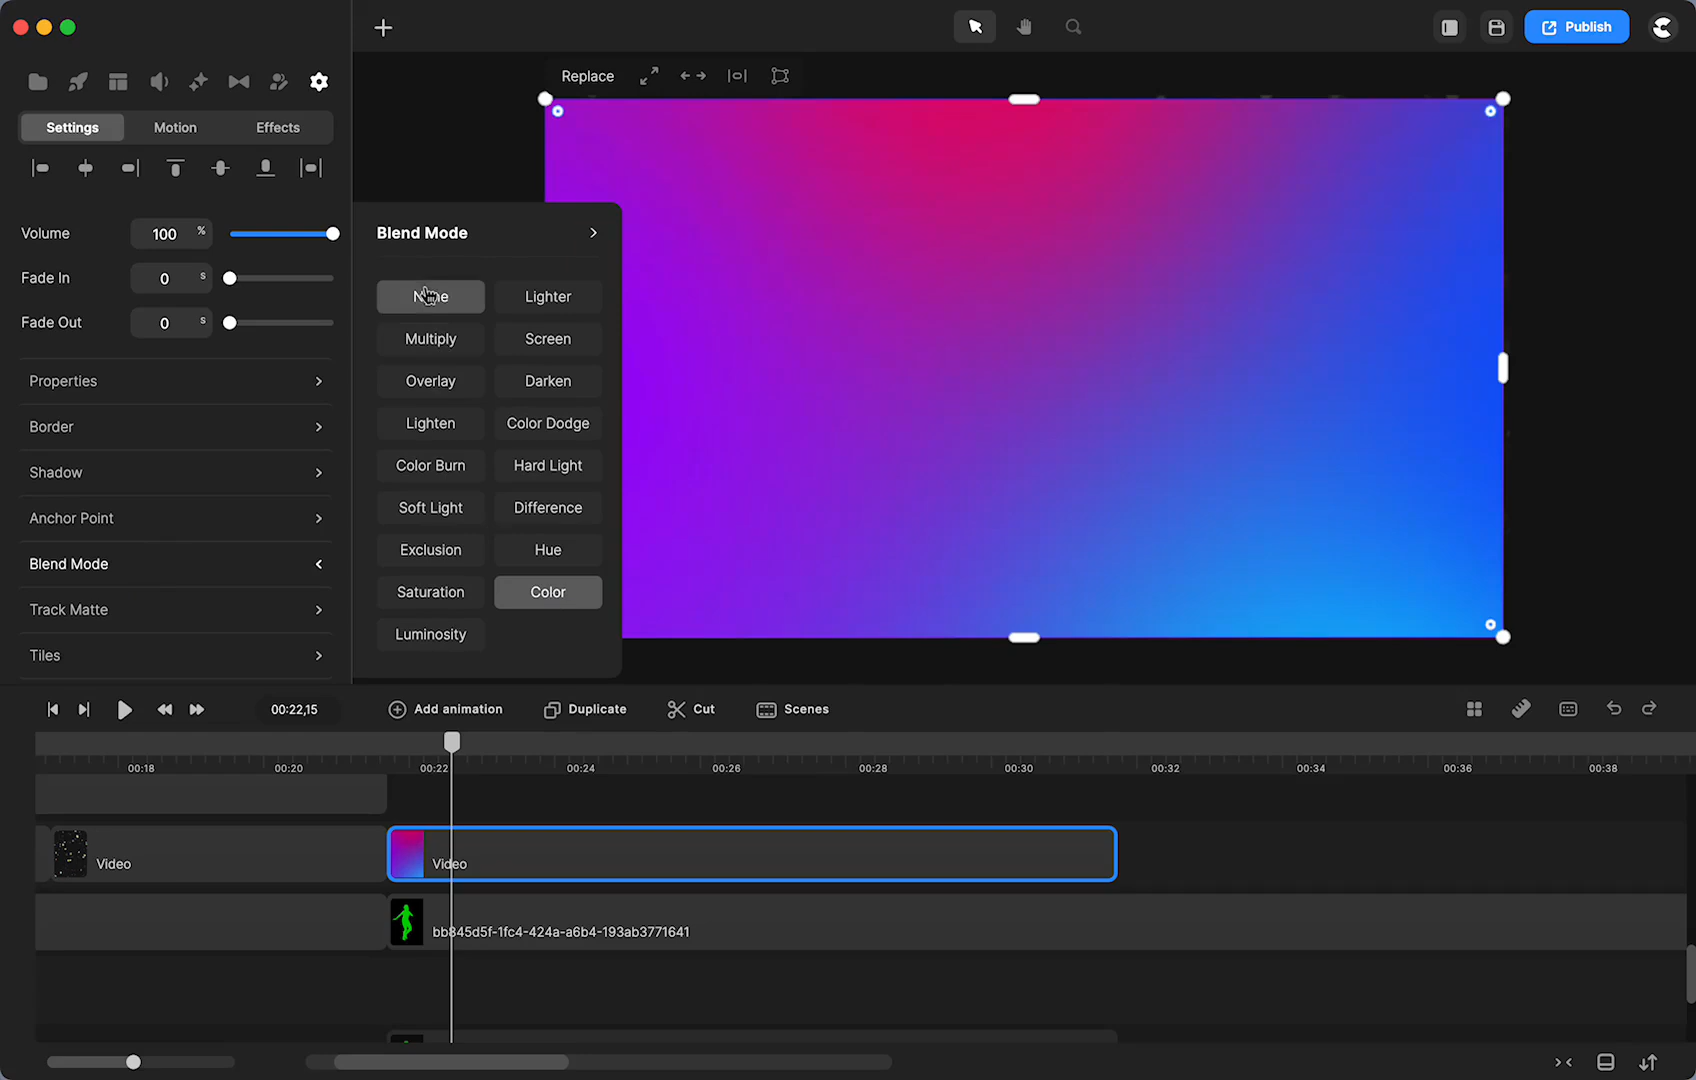 Publish
Replace
Settings Motion Effects
Volume 100 %
Fade In 0 s
Fade Out 0 s
Properties
Border
Shadow
Anchor Point
Blend Mode
Track Matte
Tiles
Blend Mode
Lighter
Multiply Screen
Overlay Darken
Lighten Color Dodge
Color Burn Hard Light
Soft Light Difference
Exclusion Hue
Saturation Color
Luminosity
00:22,15 Add animation Duplicate Cut Scenes
00:18 00:20 00:22 00:24 00:26 00:28 00:30 00:32 00:34 00:36 00:38
Video Video
bb845d5f-1fc4-424a-a6b4-193ab3771641